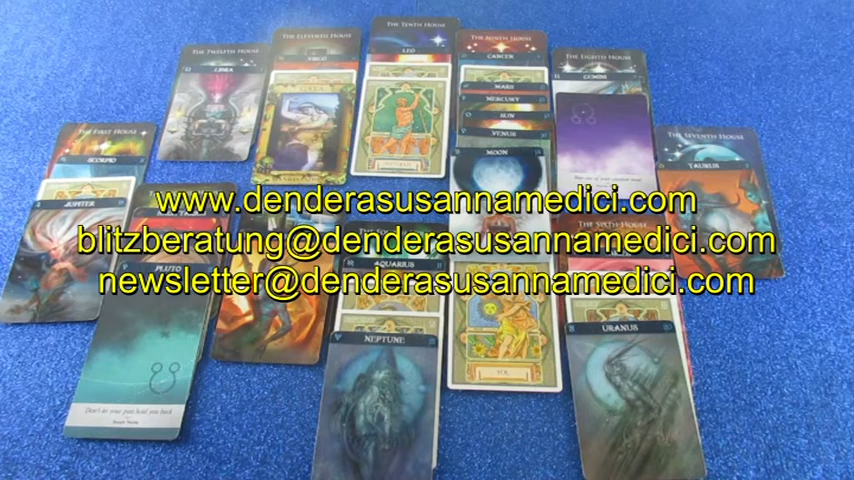 THE TENTH HOUSE
LEO
THE ELEVENTH HOUSE
VIRGO
THE NINTH HOUSE
CANCER
THE TWELFTH HOUSE
LIBRA
THE EIGHTH HOUSE
GEMINI
MARS
MERCURY
SUN
VENUS
MOON
THE FIRST HOUSE
SCORPIO
THE SEVENTH HOUSE
TAURUS
JUPITER
www.denderasusannamedici.com
blitzberatung@denderasusannamedici.com
newsletter@denderasusannamedici.com
THE SIXTH HOUSE
AQUARIUS
PLUTO
NEPTUNE
URANUS
Don't let your past hold you back
South Node